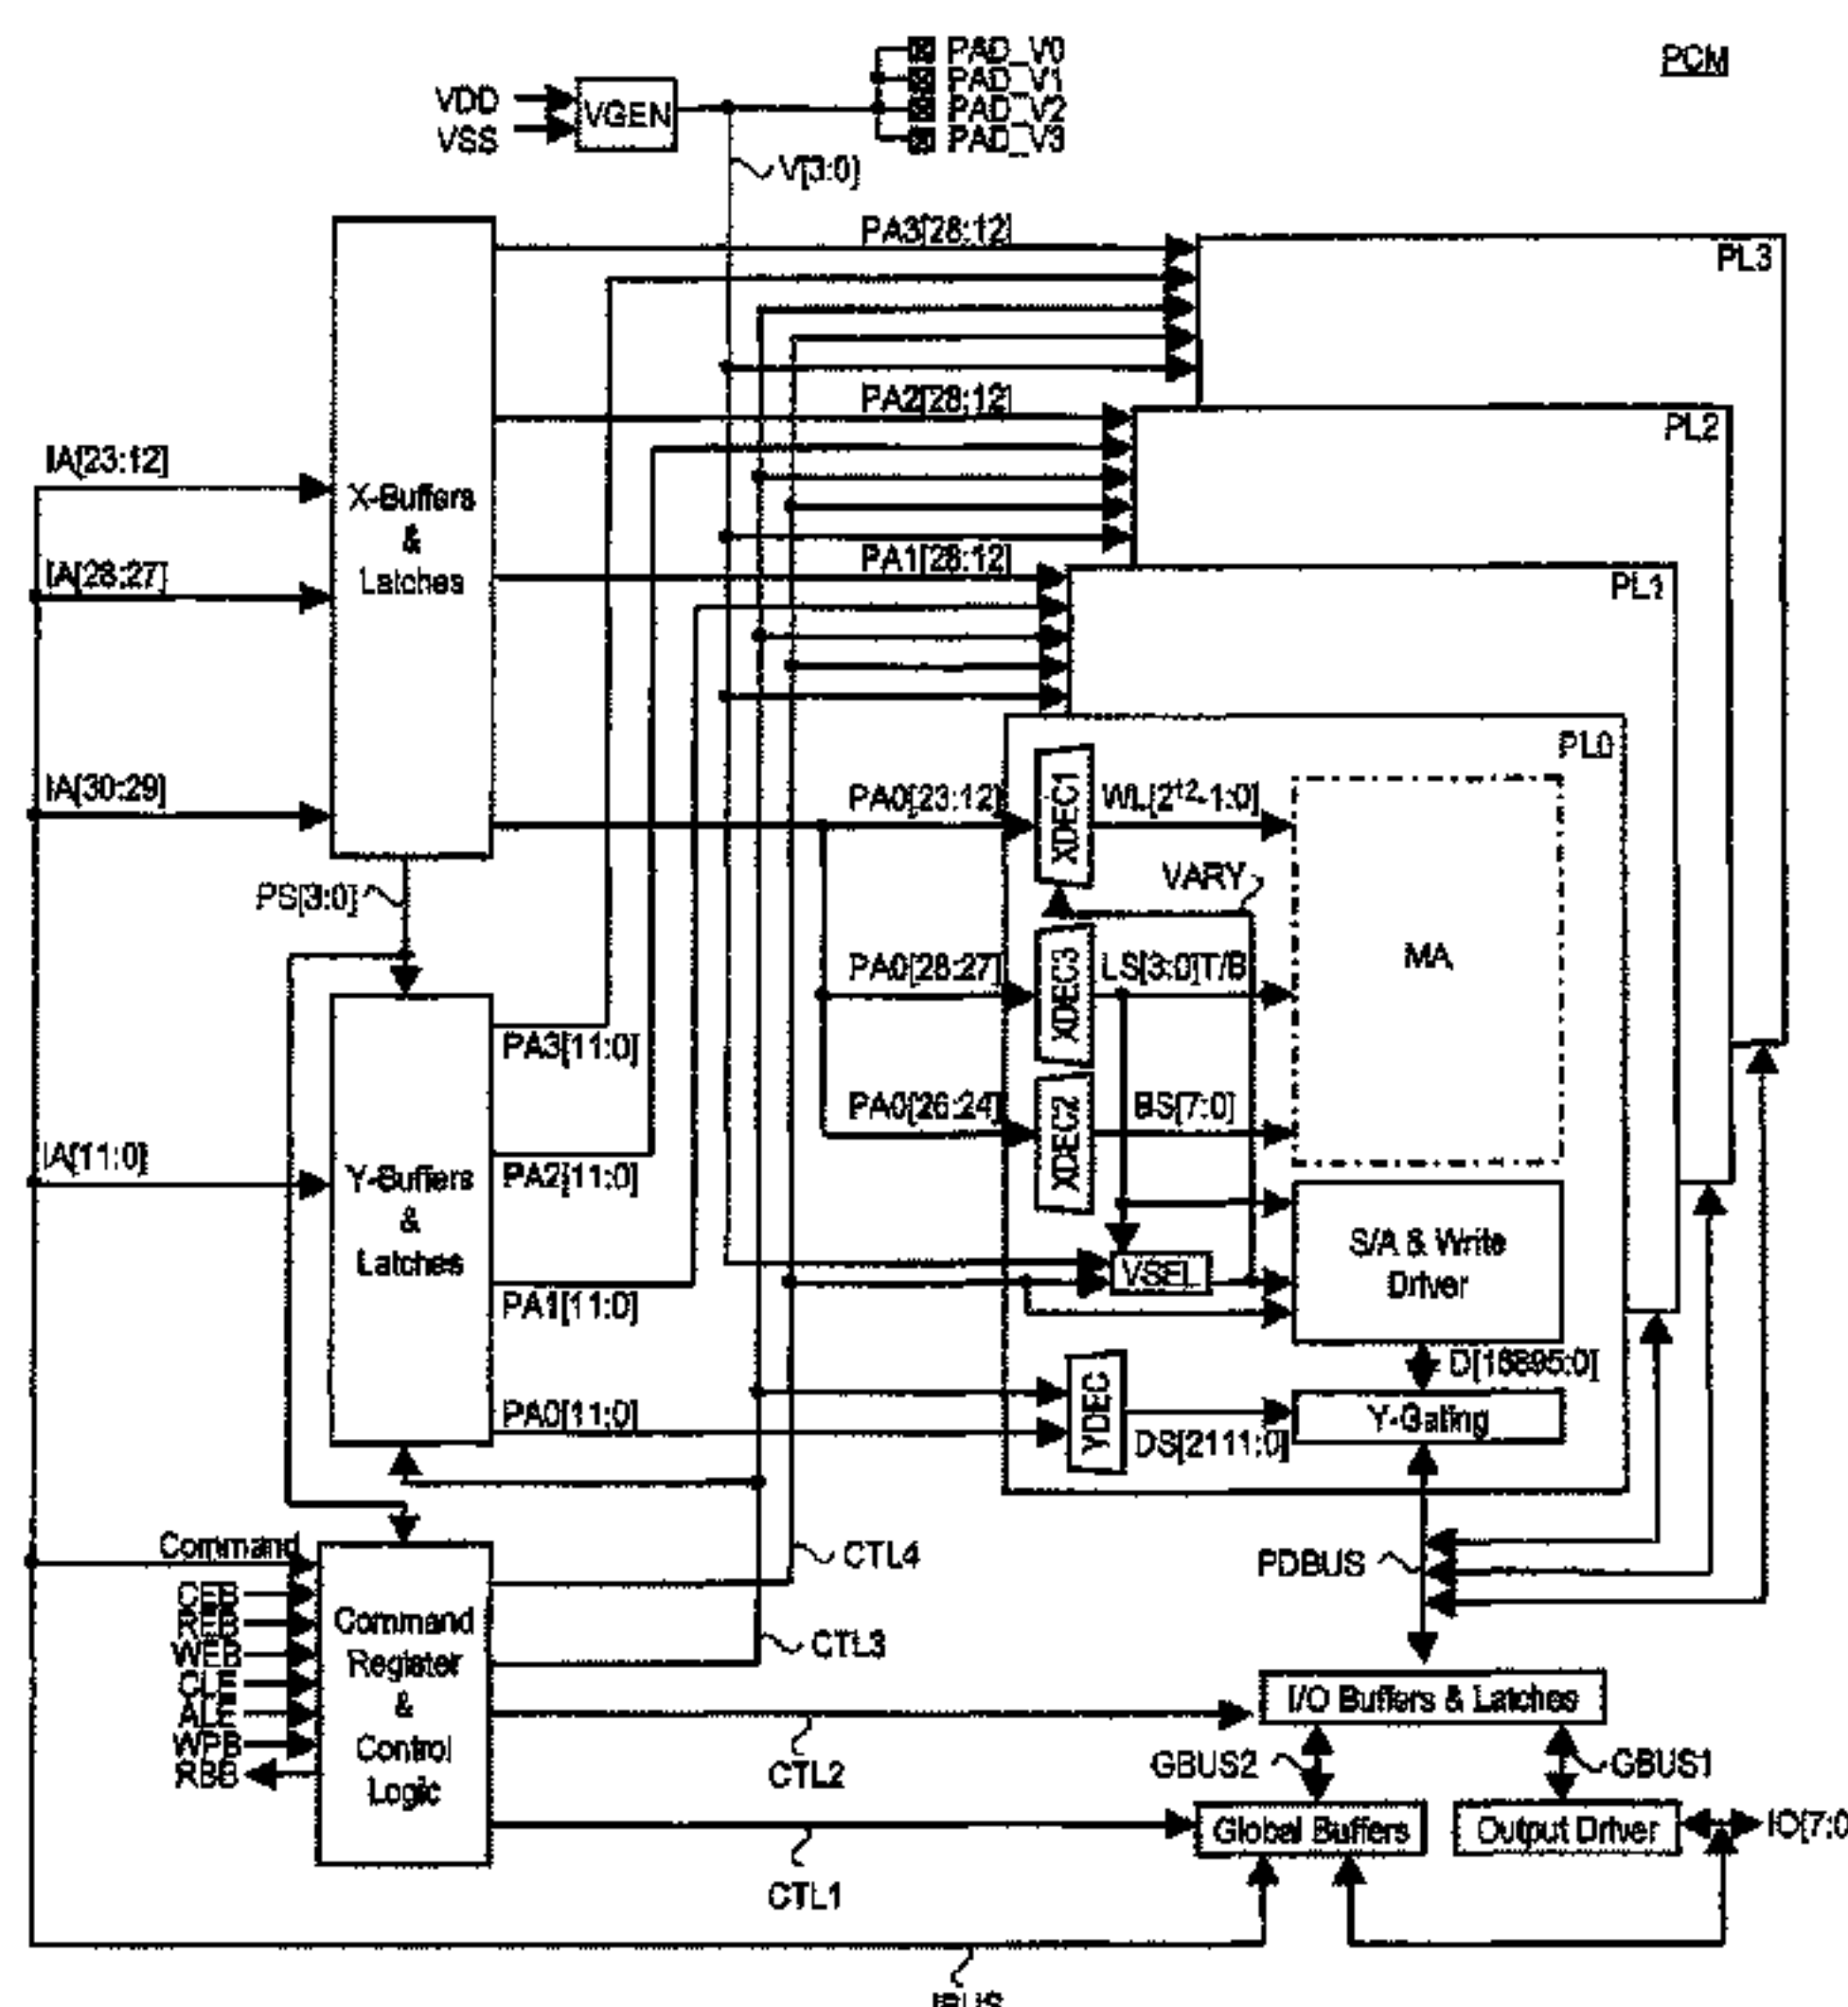 PCM
PAD_V0
PAD_V1
PAD_V2
PAD_V3
VDD
VSS
VGEN
V[3:0)
PA3[28:12]
PL3
PA2[28:12]
PL2
IA[23:12]
X-Buffers
&
Latches
IA[28:27]
PA1[28:12]
PL1
IA[30:29]
PL0
PA0[23:12]
XDEC1
WL[2¹²-1:0]
VARY
PS[3:0]
MA
PA0[28:27]
XDEC3
LS[3:0]T/B
PA3[11:0]
PA0[26:24]
XDEC2
BS[7:0]
IA[11:0]
Y-Buffers
&
Latches
PA2[11:0]
S/A & Write
Driver
VSEL
PA1[11:0]
D[16895:0]
PA0[11:0]
YDEC
Y-Gating
DS[2111:0]
Command
CEB
REB
WEB
CLE
ALE
WPB
RBB
Command
Register
&
Control
Logic
CTL4
CTL3
CTL2
CTL1
PDBUS
I/O Buffers & Latches
GBUS2
GBUS1
Global Buffers
Output Driver
IO[7:0